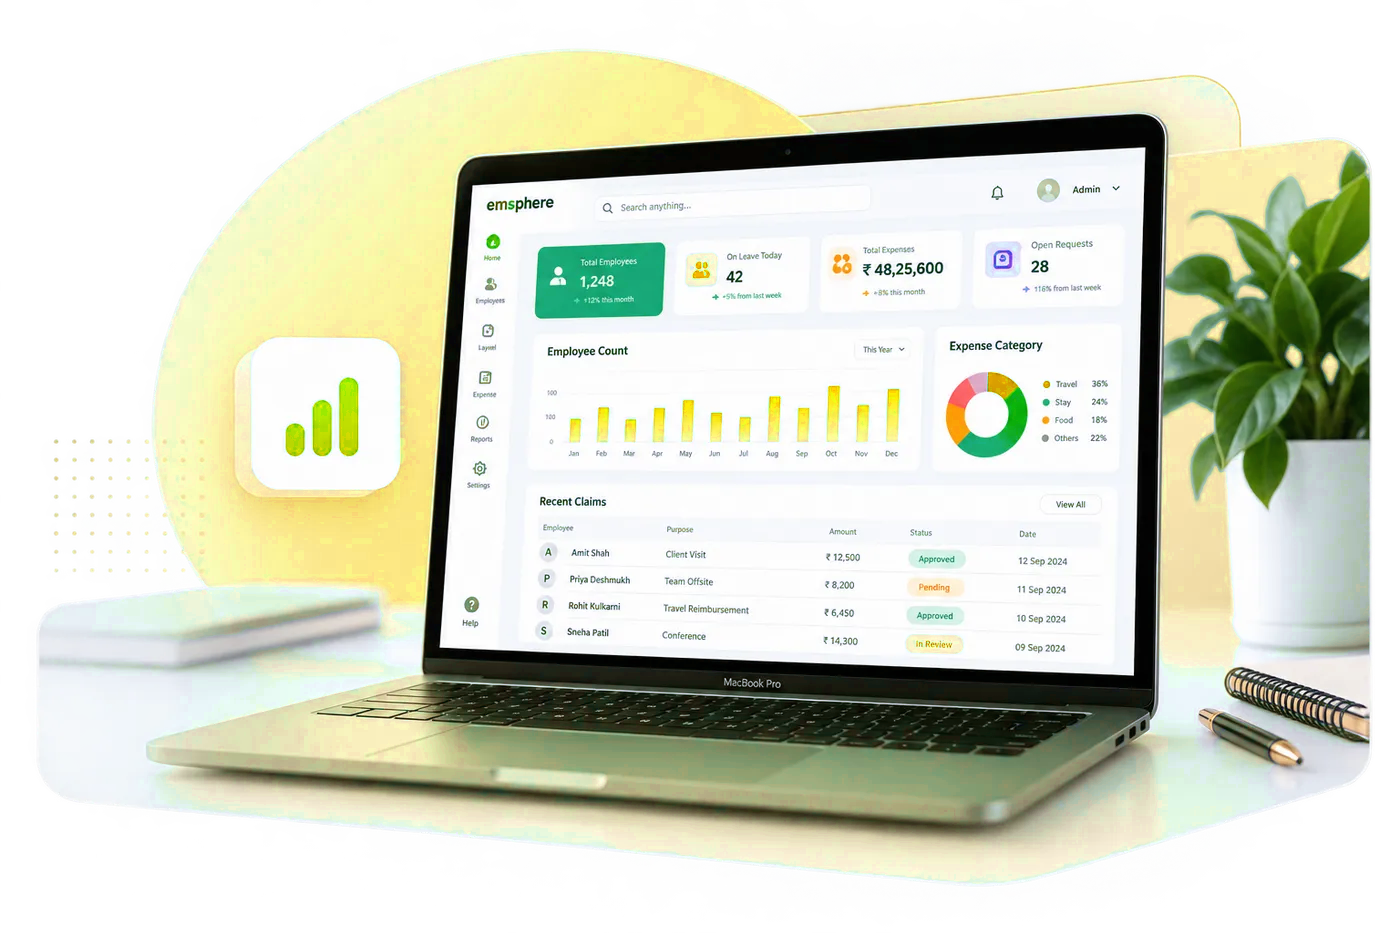 emsphere
Search anything...
Admin
Home
Employees
Expense
Reports
Settings
Help
Total Employees
1,248
+12% this month
On Leave Today
42
+5% from last week
Total Expenses
₹ 48,25,600
+8% this month
Open Requests
28
from last week
Employee Count
This Year
100
0
Jan Feb Mar Apr May Jun Jul Aug Sep Oct Nov Dec
Expense Category
Travel 36%
Stay 24%
Food 18%
Others 22%
Recent Claims
View All
Employee Purpose Amount Status Date
A Amit Shah Client Visit ₹ 12,500 Approved 12 Sep 2024
P Priya Deshmukh Team Offsite ₹ 8,200 Pending 11 Sep 2024
R Rohit Kulkarni Travel Reimbursement ₹ 6,450 Approved 10 Sep 2024
S Sneha Patil Conference ₹ 14,300 In Review 09 Sep 2024
MacBook Pro